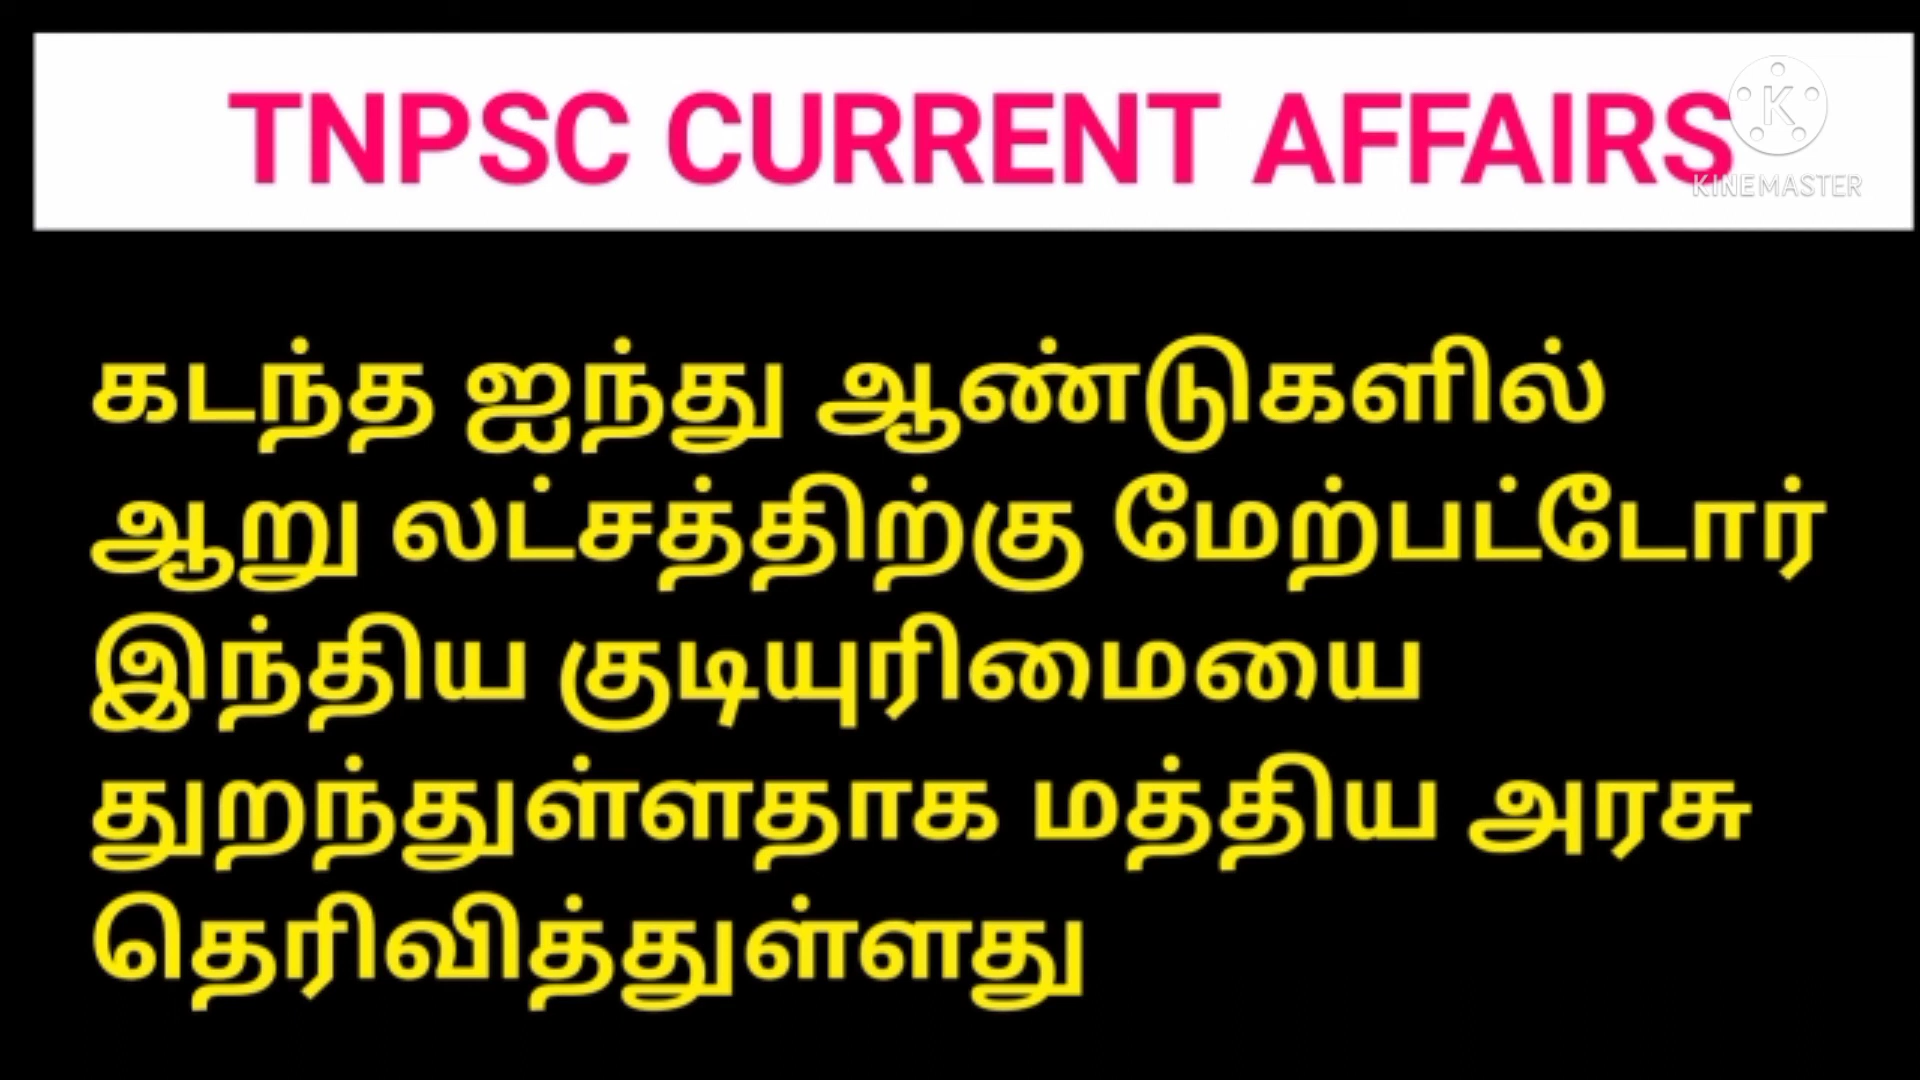 TNPSC CURRENT AFFAIRS
KINEMASTER
கடந்த ஐந்து ஆண்டுகளில்
ஆறு லட்சத்திற்கு மேற்பட்டோர்
இந்திய குடியுரிமையை
துறந்துள்ளதாக மத்திய அரசு
தெரிவித்துள்ளது